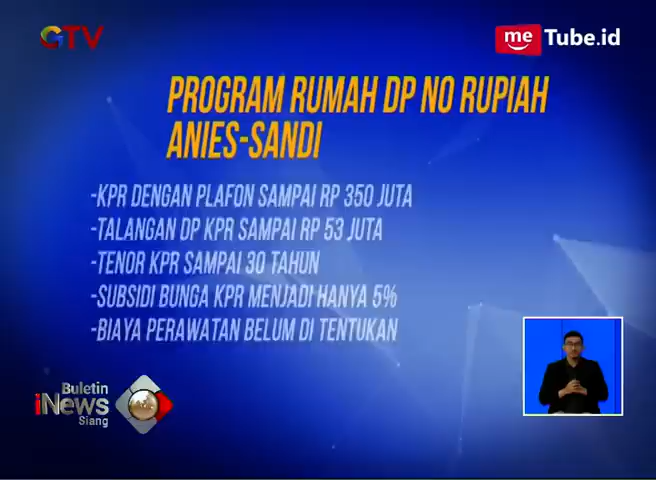 GTV
me Tube.id
PROGRAM RUMAH DP NO RUPIAH
ANIES-SANDI
-KPR DENGAN PLAFON SAMPAI RP 350 JUTA
-TALANGAN DP KPR SAMPAI RP 53 JUTA
-TENOR KPR SAMPAI 30 TAHUN
-SUBSIDI BUNGA KPR MENJADI HANYA 5%
-BIAYA PERAWATAN BELUM DI TENTUKAN
Buletin
iNews
Siang